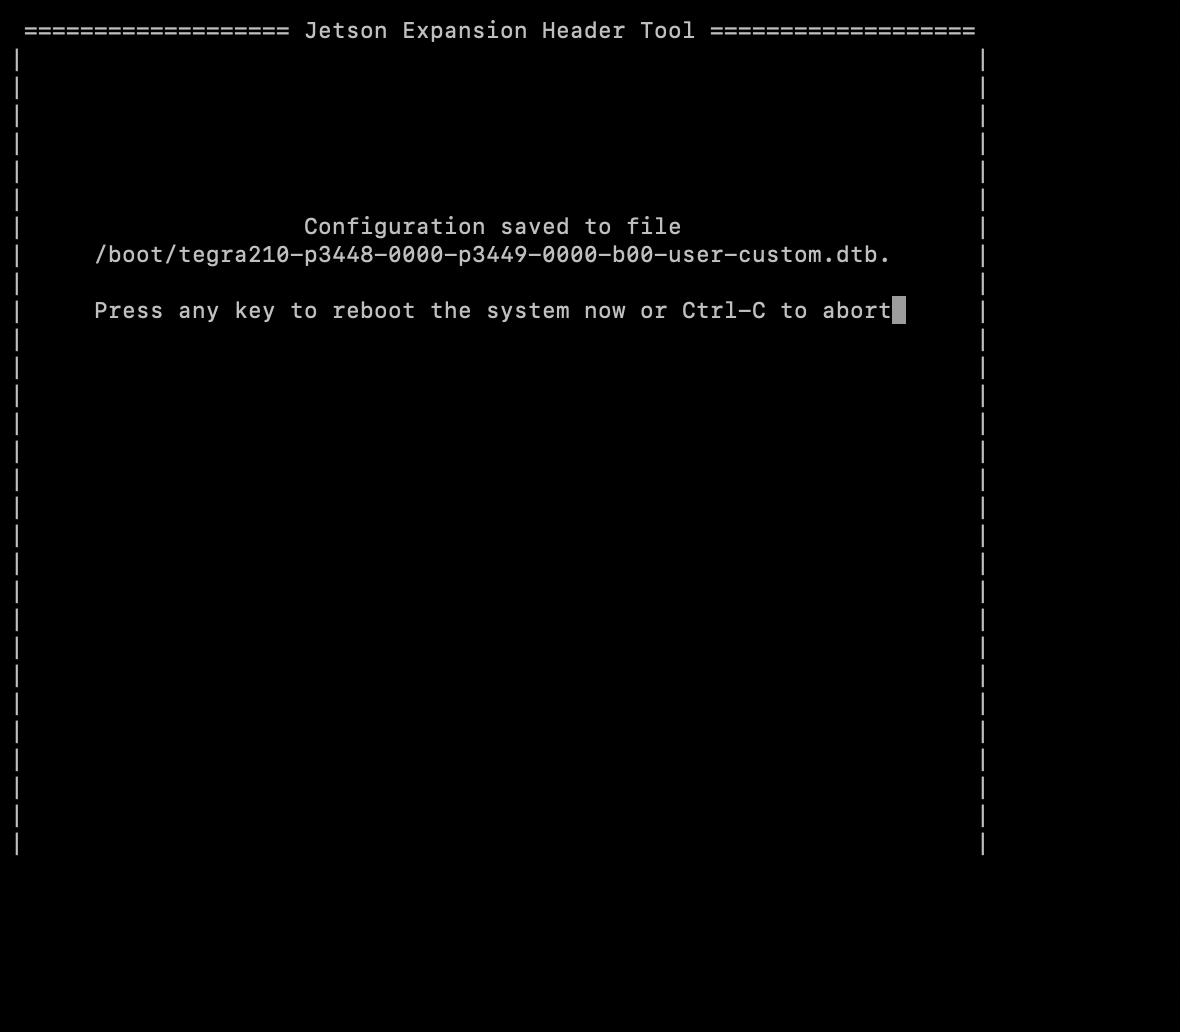 =================== Jetson Expansion Header Tool ===================
Configuration saved to file
/boot/tegra210-p3448-0000-p3449-0000-b00-user-custom.dtb.
Press any key to reboot the system now or Ctrl-C to abort